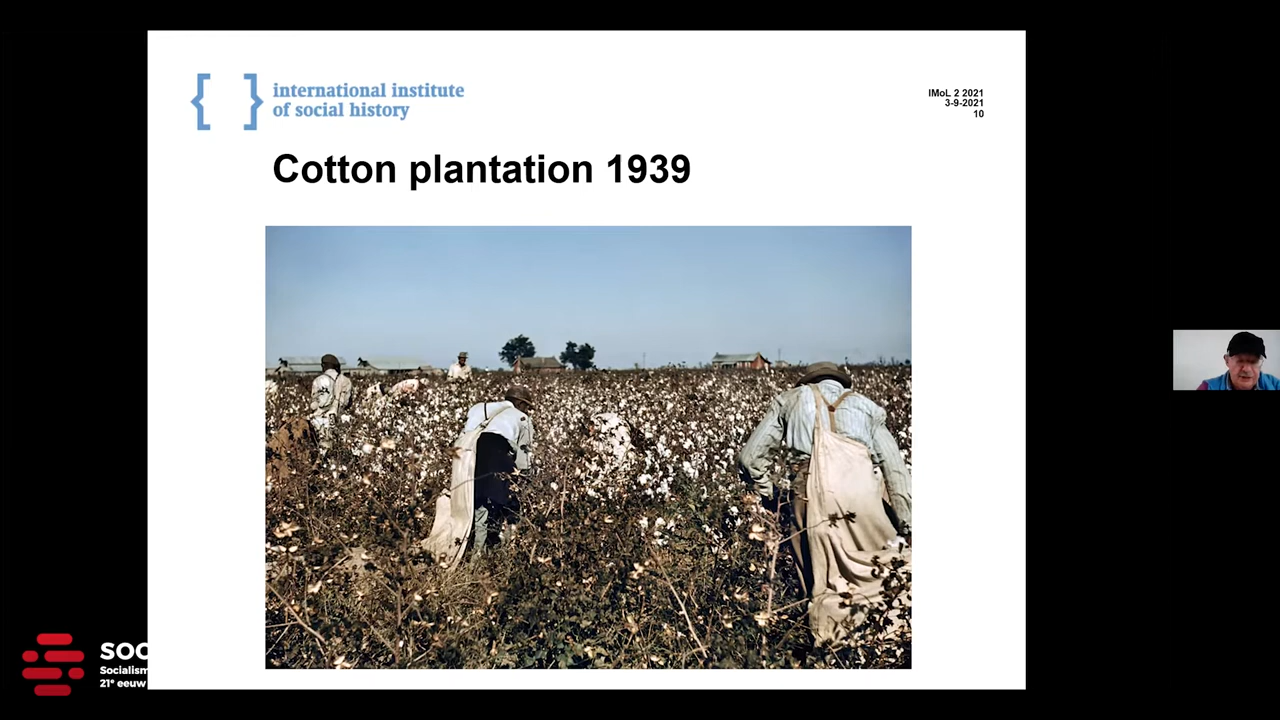 international institute
of social history
IMoL 2 2021
3-9-2021
10
Cotton plantation 1939
SOC
Socialism
21e eeuw